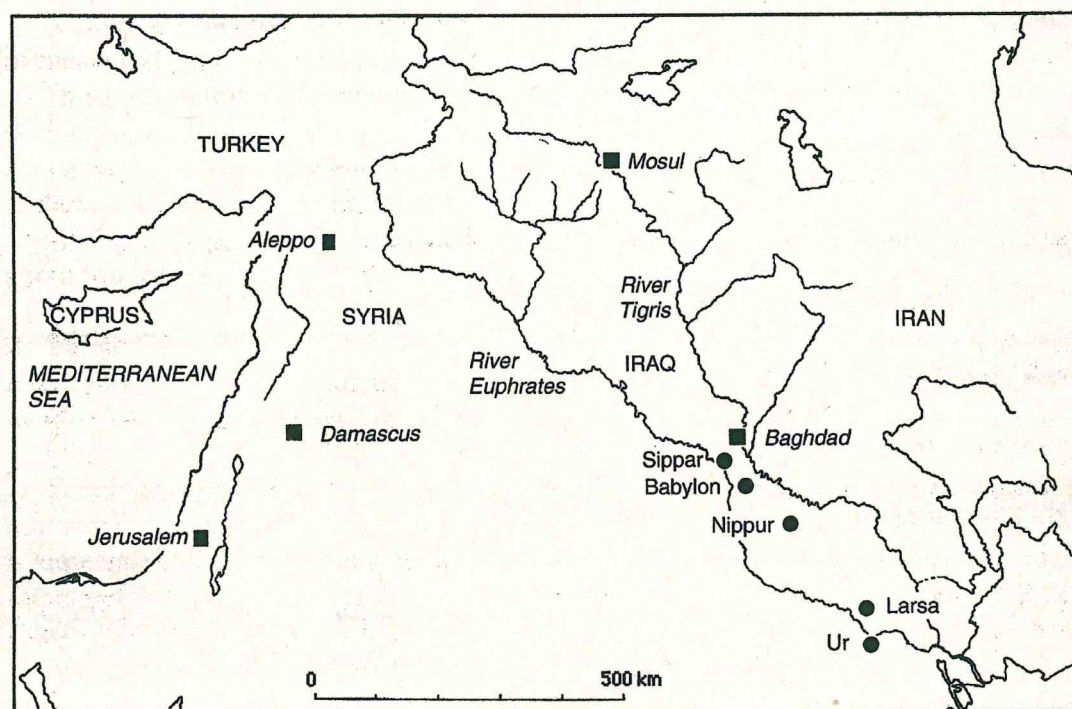 TURKEY
Mosul
Aleppo
River
Tigris
CYPRUS
SYRIA
IRAN
MEDITERRANEAN
SEA
River
Euphrates
IRAQ
Damascus
Baghdad
Sippar
Babylon
Nippur
Jerusalem
Larsa
Ur
0
500 km